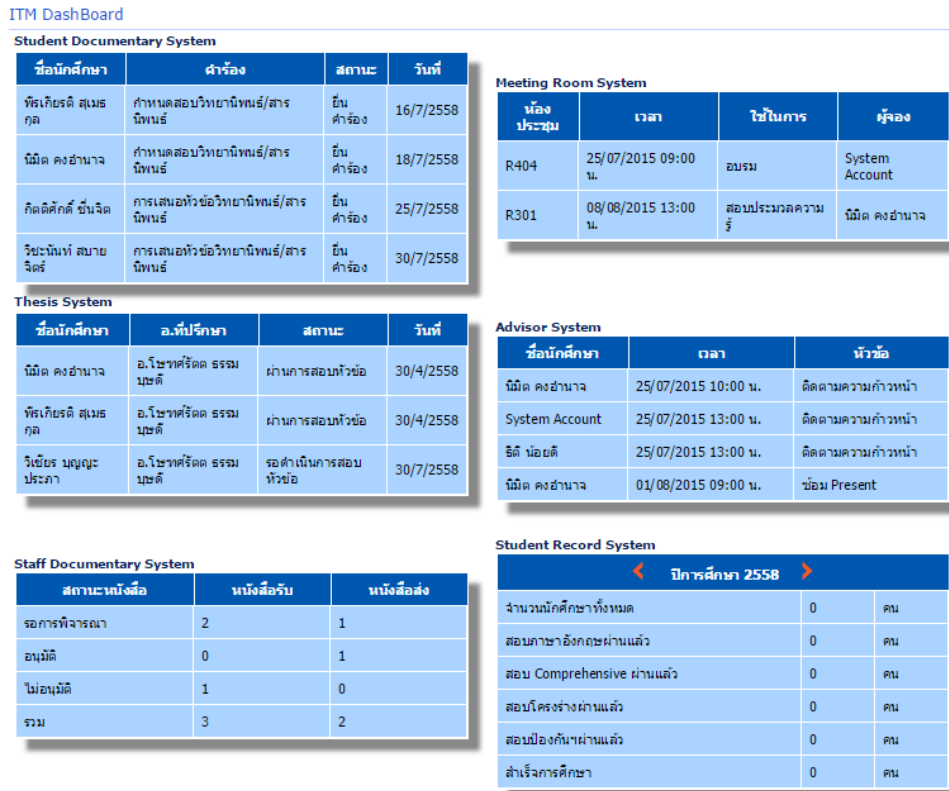 ITM DashBoard
Student Documentary System
ชื่อนักศึกษา คำร้อง สถานะ วันที่
พีรเกียรติ สุเมธ กำหนดสอบวิทยานิพนธ์/สาร ยื่น 16/7/2558
กุล นิพนธ์ คำร้อง
นิมิต คงอำนาจ กำหนดสอบวิทยานิพนธ์/สาร ยื่น 18/7/2558
นิพนธ์ คำร้อง
กิตติศักดิ์ ชื่นจิต การเสนอหัวข้อวิทยานิพนธ์/สาร ยื่น 25/7/2558
นิพนธ์ คำร้อง
วิชะนันท์ สบาย การเสนอหัวข้อวิทยานิพนธ์/สาร ยื่น 30/7/2558
จิตร์ นิพนธ์ คำร้อง
Meeting Room System
ห้อง เวลา ใช้ในการ ผู้จอง
ประชุม
R404 25/07/2015 09:00 อบรม System
น. Account
R301 08/08/2015 13:00 สอบประมวลความ นิมิต คงอำนาจ
น. รู้
Thesis System
ชื่อนักศึกษา อ.ที่ปรึกษา สถานะ วันที่
นิมิต คงอำนาจ อ.โษฑศ์รัตต ธรรม ผ่านการสอบหัวข้อ 30/4/2558
บุษดี
พีรเกียรติ สุเมธ อ.โษฑศ์รัตต ธรรม ผ่านการสอบหัวข้อ 30/4/2558
กุล บุษดี
วิเชียร บุญญะ อ.โษฑศ์รัตต ธรรม รอดำเนินการสอบ 30/7/2558
ประภา บุษดี หัวข้อ
Advisor System
ชื่อนักศึกษา เวลา หัวข้อ
นิมิต คงอำนาจ 25/07/2015 10:00 น. ติดตามความก้าวหน้า
System Account 25/07/2015 13:00 น. ติดตามความก้าวหน้า
ธิติ น้อยดี 25/07/2015 13:00 น. ติดตามความก้าวหน้า
นิมิต คงอำนาจ 01/08/2015 09:00 น. ซ้อม Present
Staff Documentary System
สถานะหนังสือ หนังสือรับ หนังสือส่ง
รอการพิจารณา 2 1
อนุมัติ 0 1
ไม่อนุมัติ 1 0
รวม 3 2
Student Record System
ปีการศึกษา 2558
จำนวนนักศึกษาทั้งหมด 0 คน
สอบภาษาอังกฤษผ่านแล้ว 0 คน
สอบ Comprehensive ผ่านแล้ว 0 คน
สอบโครงร่างผ่านแล้ว 0 คน
สอบป้องกันฯผ่านแล้ว 0 คน
สำเร็จการศึกษา 0 คน